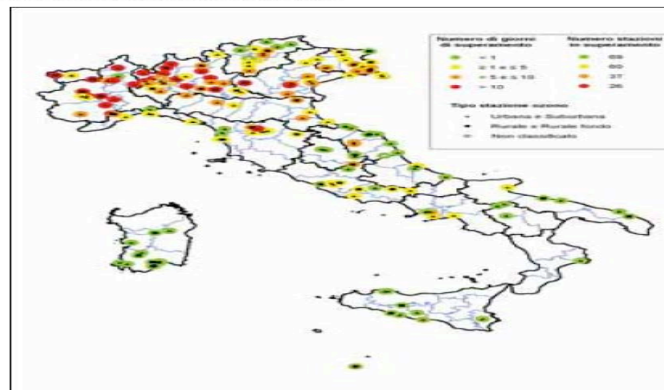 Numero di giorni di superamento
Numero stazioni in superamento
< 1
69
≥ 1 e ≤ 5
> 5 e ≤ 10
37
> 10
26
Tipo stazione ozono
Urbana e Suburbana
Rurale e Rurale fondo
Non classificato